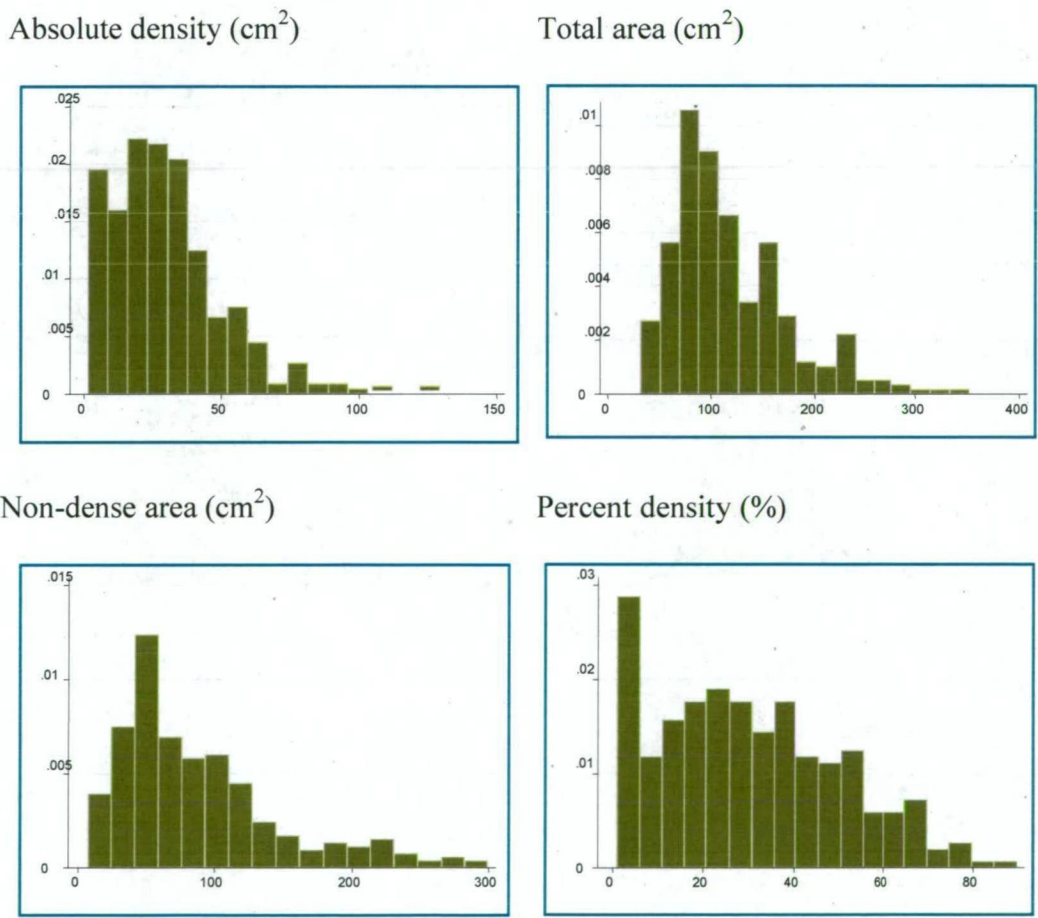 Absolute density (cm²)
Total area (cm²)
.025
.02
.015
.01
.005
0
0 50 100 150
.01
.008
.006
.004
.002
0
0 100 200 300 400
Non-dense area (cm²)
Percent density (%)
.015
.01
.005
0
0 100 200 300
.03
.02
.01
0
0 20 40 60 80